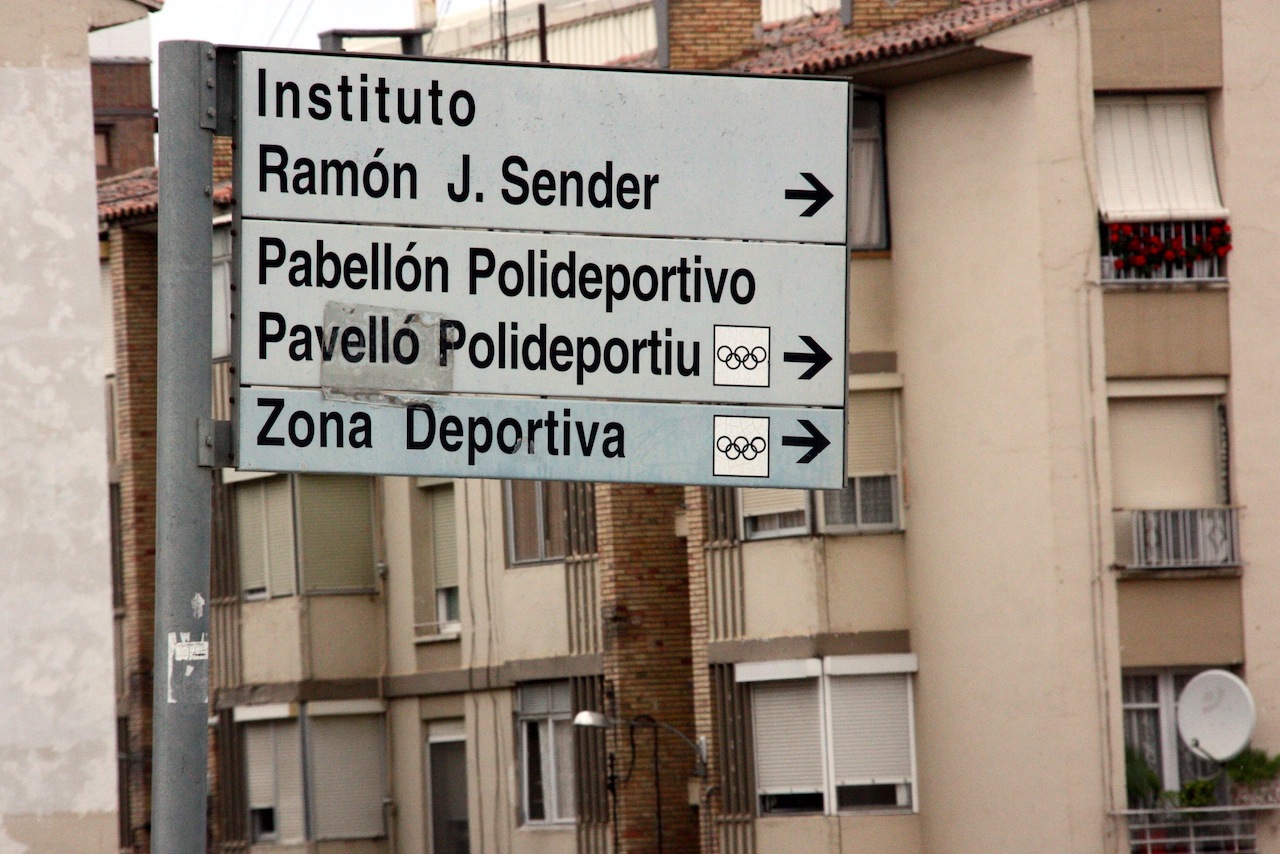 Instituto
Ramón J. Sender
Pabellón Polideportivo
Pavelló Polideportiu
Zona Deportiva